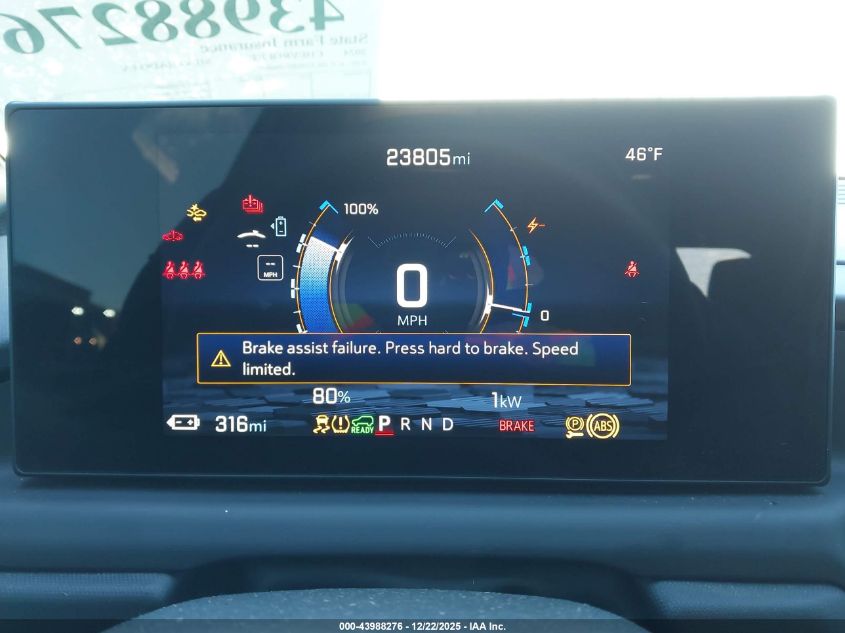 43988276
State Farm Insurance
23805mi
46°F
100%
--
--
MPH
0
MPH
0
Brake assist failure. Press hard to brake. Speed
limited.
80%
1kW
316mi
READY
P R N D
BRAKE
P
ABS
000-43988276 - 12/22/2025 - IAA Inc.